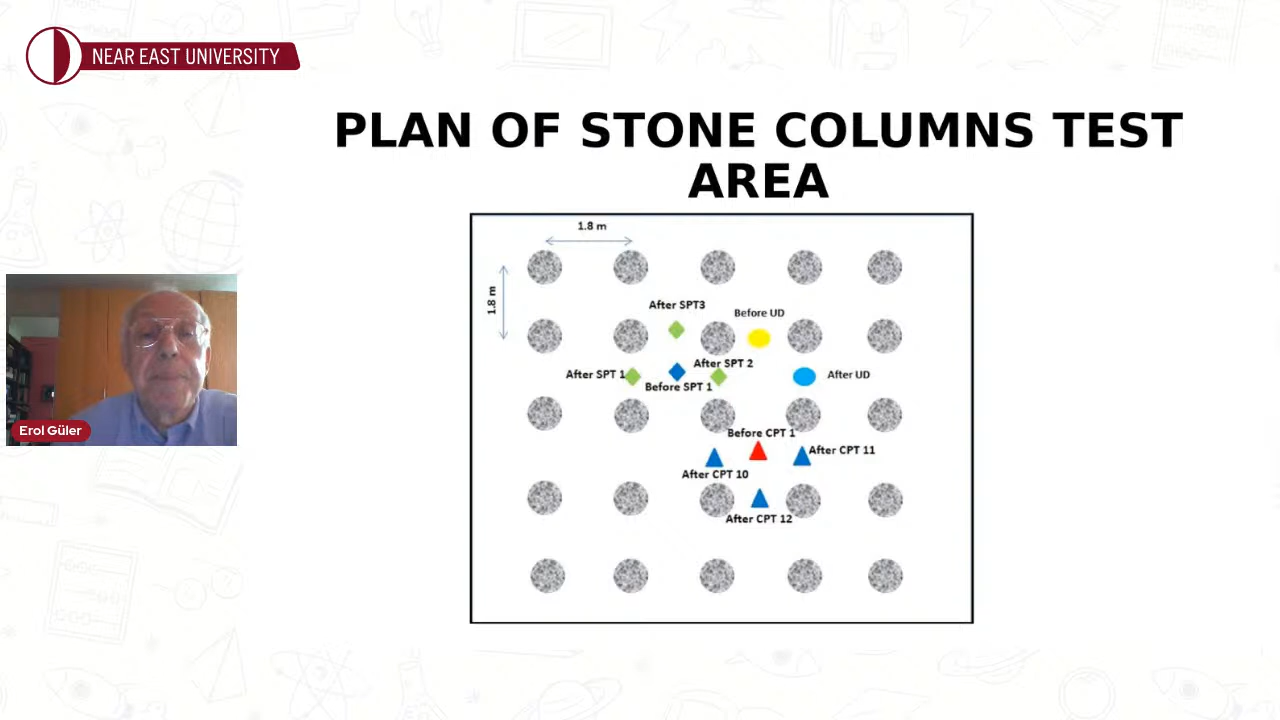 NEAR EAST UNIVERSITY
PLAN OF STONE COLUMNS TEST
AREA
1.8 m
1.8 m
After SPT3
Before UD
After SPT 2
After SPT 1
Before SPT 1
After UD
Before CPT 1
After CPT 11
After CPT 10
After CPT 12
Erol Güler